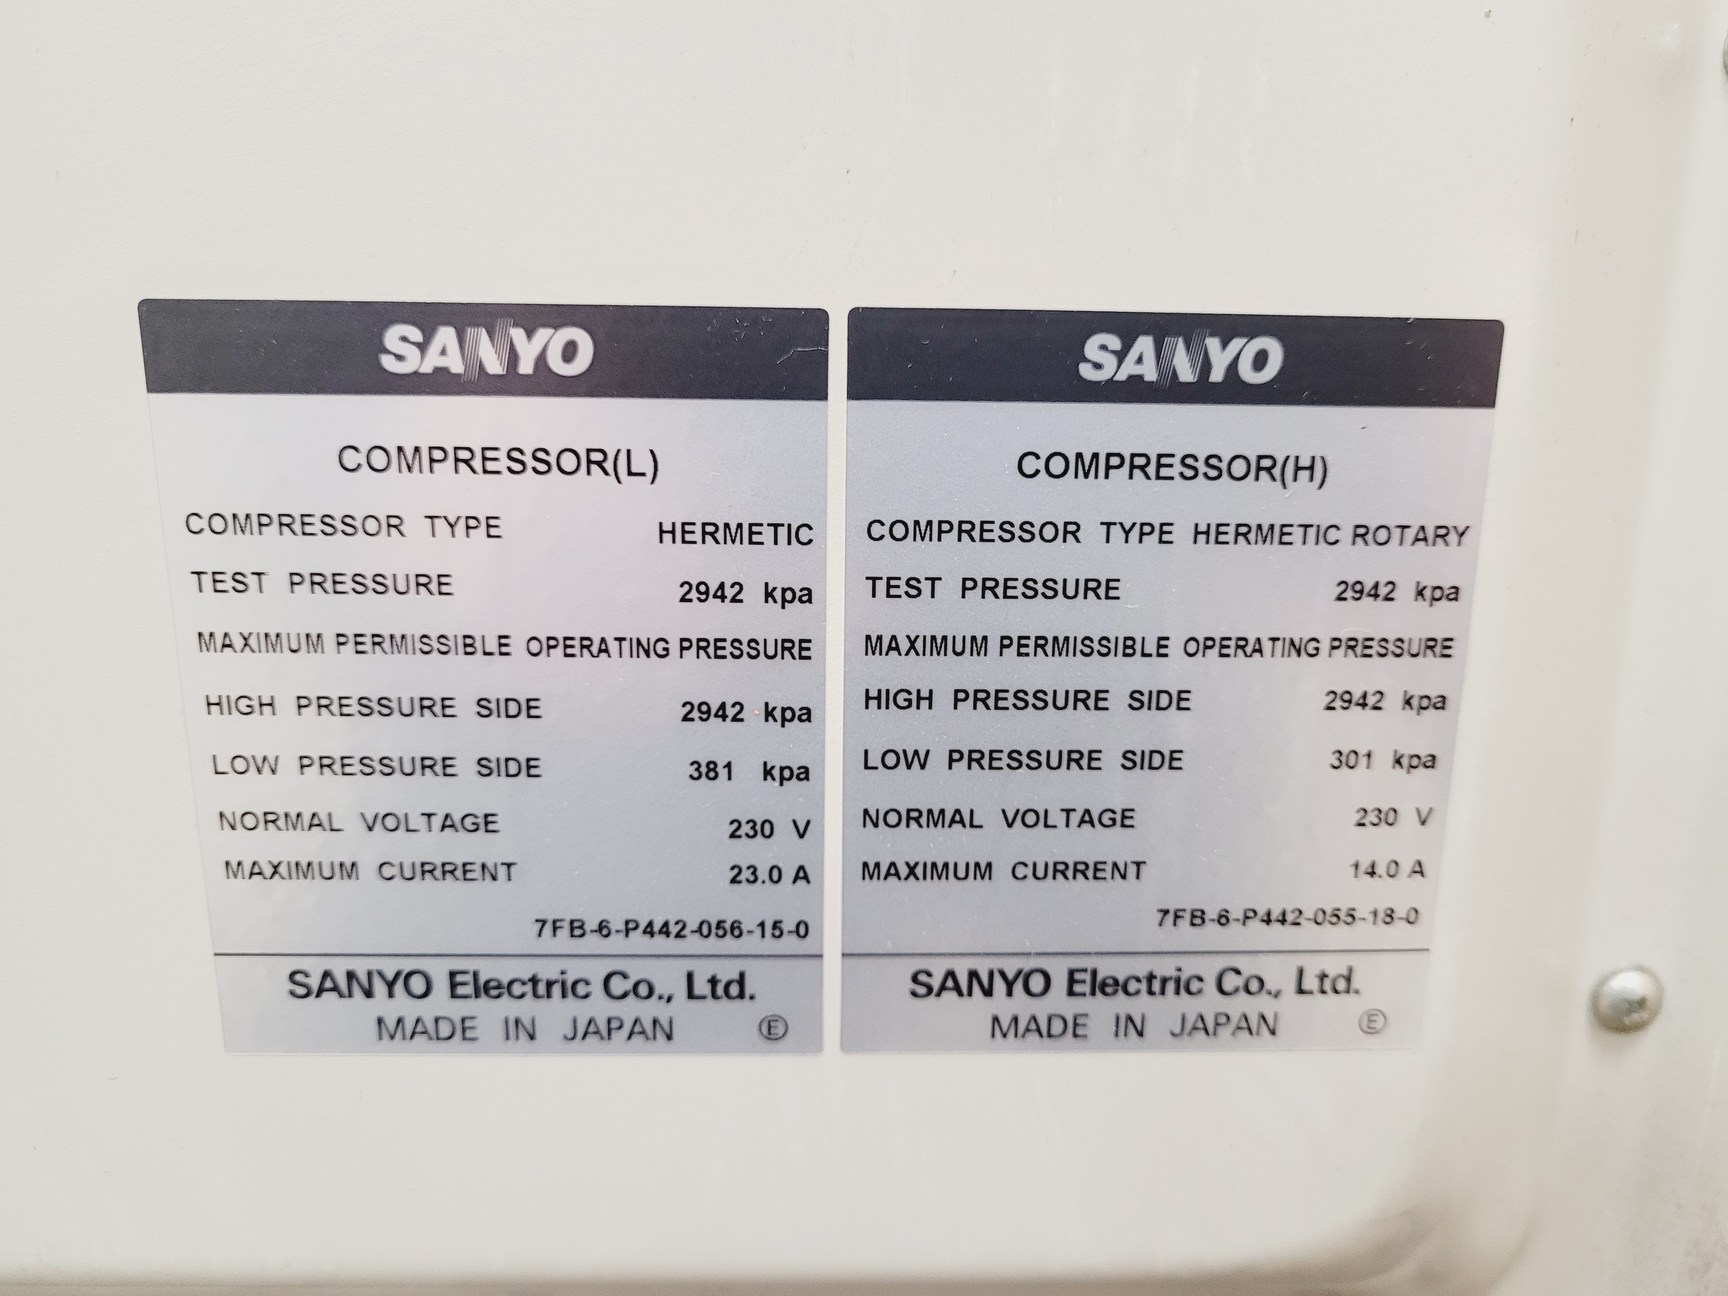 SANYO
COMPRESSOR(L)
COMPRESSOR TYPE HERMETIC
TEST PRESSURE 2942 kpa
MAXIMUM PERMISSIBLE OPERATING PRESSURE
HIGH PRESSURE SIDE 2942 kpa
LOW PRESSURE SIDE 381 kpa
NORMAL VOLTAGE 230 V
MAXIMUM CURRENT 23.0 A
7FB-6-P442-056-15-0
SANYO Electric Co., Ltd.
MADE IN JAPAN Ⓔ
SANYO
COMPRESSOR(H)
COMPRESSOR TYPE HERMETIC ROTARY
TEST PRESSURE 2942 kpa
MAXIMUM PERMISSIBLE OPERATING PRESSURE
HIGH PRESSURE SIDE 2942 kpa
LOW PRESSURE SIDE 301 kpa
NORMAL VOLTAGE 230 V
MAXIMUM CURRENT 14.0 A
7FB-6-P442-055-18-0
SANYO Electric Co., Ltd.
MADE IN JAPAN Ⓔ